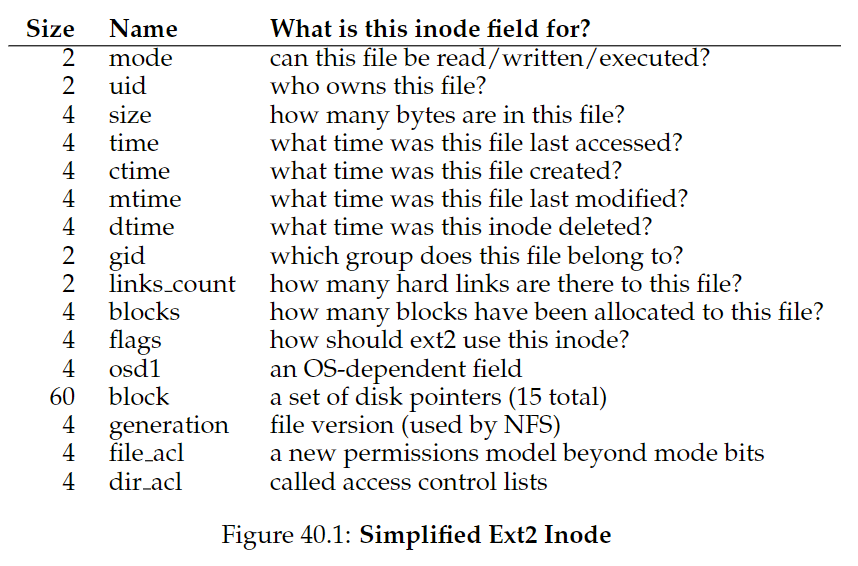 Size Name What is this inode field for?
2 mode can this file be read/written/executed?
2 uid who owns this file?
4 size how many bytes are in this file?
4 time what time was this file last accessed?
4 ctime what time was this file created?
4 mtime what time was this file last modified?
4 dtime what time was this inode deleted?
2 gid which group does this file belong to?
2 links_count how many hard links are there to this file?
4 blocks how many blocks have been allocated to this file?
4 flags how should ext2 use this inode?
4 osd1 an OS-dependent field
60 block a set of disk pointers (15 total)
4 generation file version (used by NFS)
4 file_acl a new permissions model beyond mode bits
4 dir_acl called access control lists
Figure 40.1: Simplified Ext2 Inode